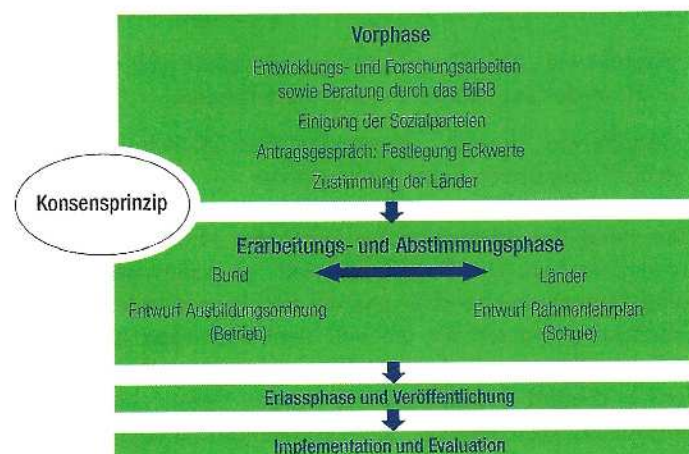 Vorphase
Entwicklungs- und Forschungsarbeiten
sowie Beratung durch das BiBB
Einigung der Sozialparteien
Antragsgespräch: Festlegung Eckwerte
Zustimmung der Länder
Konsensprinzip
Erarbeitungs- und Abstimmungsphase
Bund
Länder
Entwurf Ausbildungsordnung
(Betrieb)
Entwurf Rahmenlehrplan
(Schule)
Erlassphase und Veröffentlichung
Implementation und Evaluation